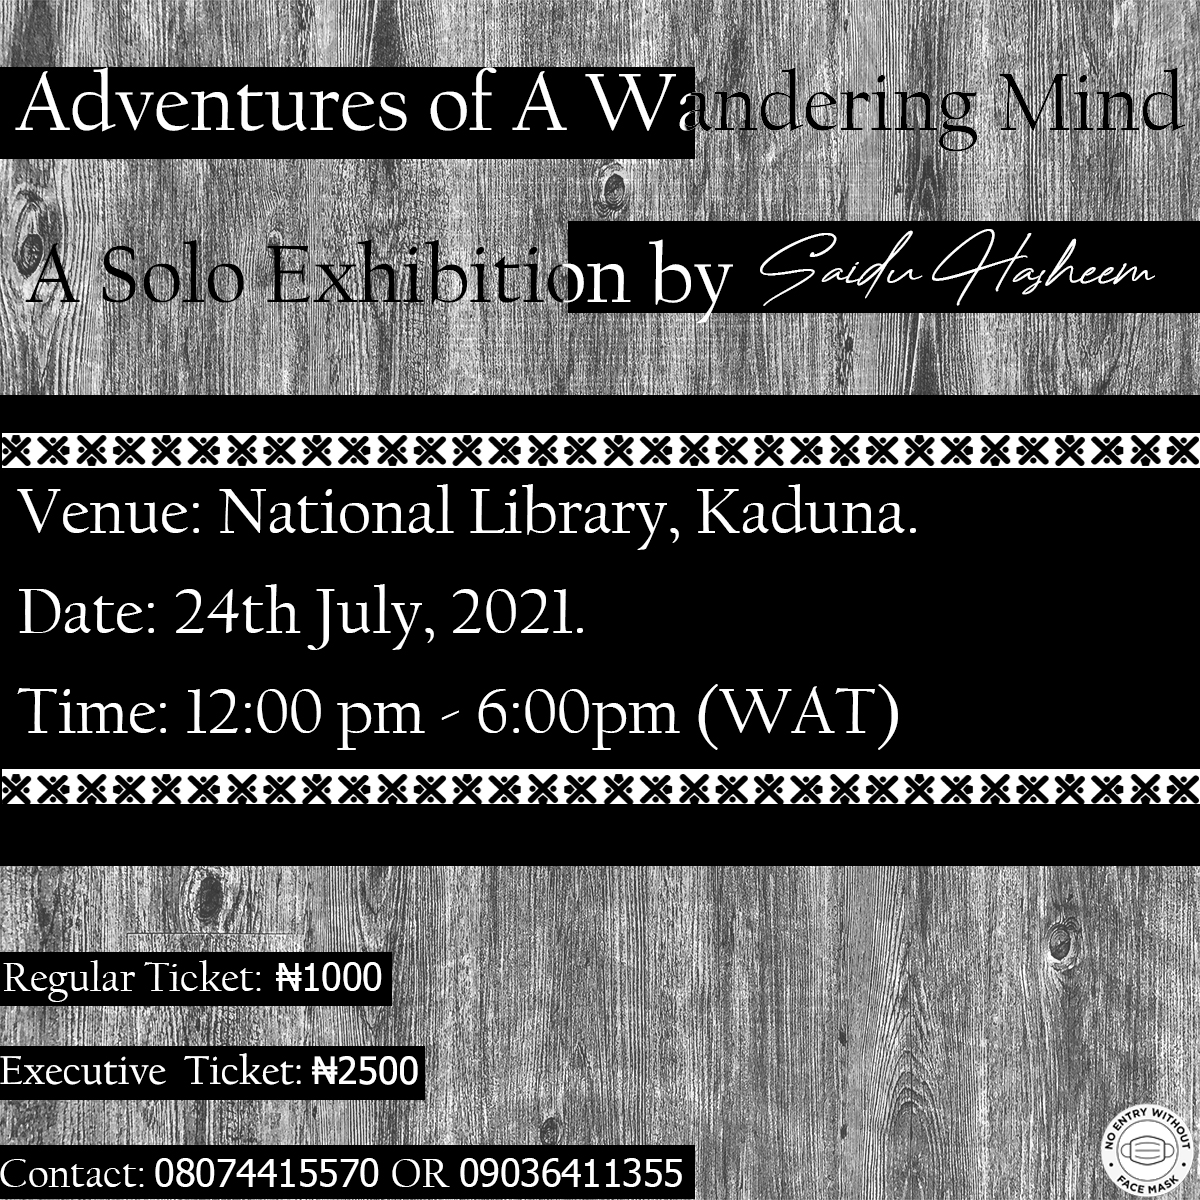 Adventures of A Wandering Mind
A Solo Exhibition by Saidu Hasheem
Venue: National Library, Kaduna.
Date: 24th July, 2021.
Time: 12:00 pm - 6:00pm (WAT)
Regular Ticket: ₦1000
Executive Ticket: ₦2500
Contact: 08074415570 OR 09036411355
NO ENTRY WITHOUT
FACE MASK